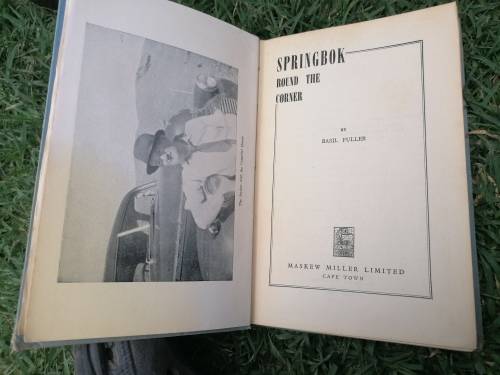 SPRINGBOK
ROUND THE
CORNER
BY
BASIL FULLER
MASKEW MILLER LIMITED
CAPE TOWN